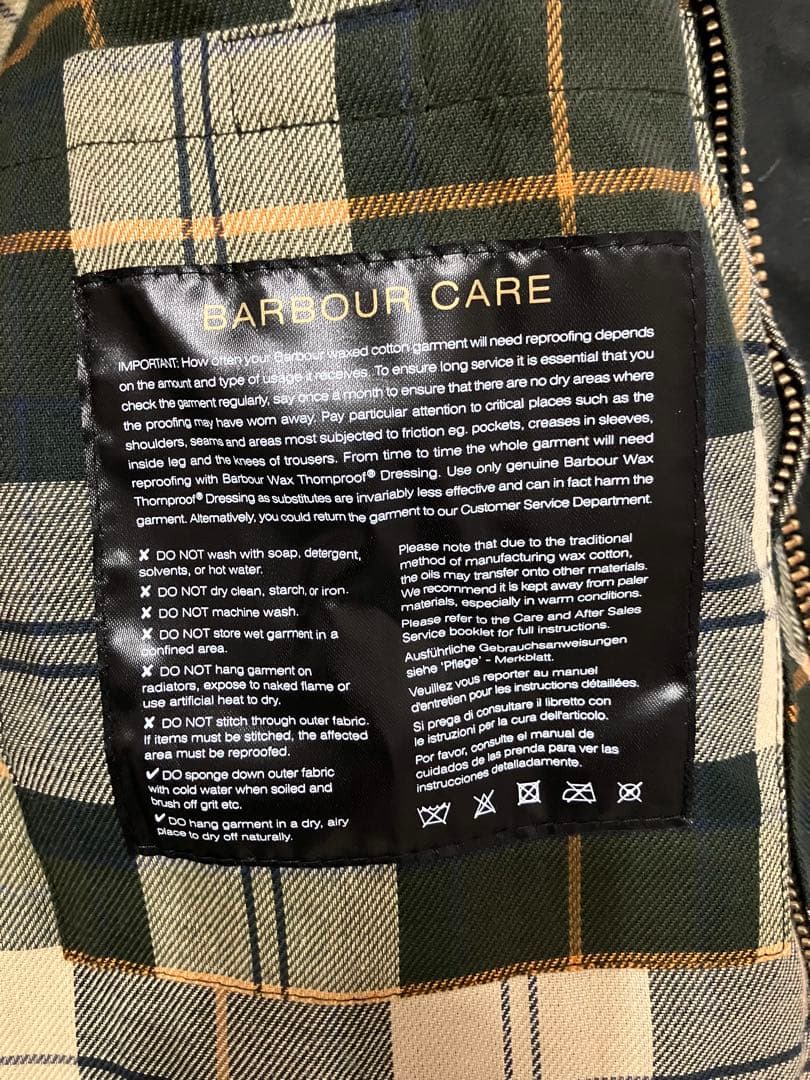 BARBOUR CARE
IMPORTANT: How often your Barbour waxed cotton garment will need reproofing depends
on the amount and type of usage it receives. To ensure long service it is essential that you
check the garment regularly, say once a month to ensure that there are no dry areas where
the proofing may have worn away. Pay particular attention to critical places such as the
shoulders, seams and areas most subjected to friction eg. pockets, creases in sleeves,
inside leg and the knees of trousers. From time to time the whole garment will need
reproofing with Barbour Wax Thornproof® Dressing. Use only genuine Barbour Wax
Thornproof® Dressing as substitutes are invariably less effective and can in fact harm the
garment. Alternatively, you could return the garment to our Customer Service Department.
✘ DO NOT wash with soap, detergent,
solvents, or hot water.
✘ DO NOT dry clean, starch, or iron.
✘ DO NOT machine wash.
✘ DO NOT store wet garment in a
confined area.
✘ DO NOT hang garment on
radiators, expose to naked flame or
use artificial heat to dry.
✘ DO NOT stitch through outer fabric.
If items must be stitched, the affected
area must be reproofed.
✔ DO sponge down outer fabric
with cold water when soiled and
brush off grit etc.
✔ DO hang garment in a dry, airy
place to dry off naturally.
Please note that due to the traditional
method of manufacturing wax cotton,
the oils may transfer onto other materials.
We recommend it is kept away from paler
materials, especially in warm conditions.
Please refer to the Care and After Sales
Service booklet for full instructions.
Ausführliche Gebrauchsanweisungen
siehe 'Pflege' - Merkblatt.
Veuillez vous reporter au manuel
d'entretien pour les instructions détaillées.
Si prega di consultare il libretto con
le istruzioni per la cura dell'articolo.
Por favor, consulte el manual de
cuidados de las prenda para ver las
instrucciones detalladamente.